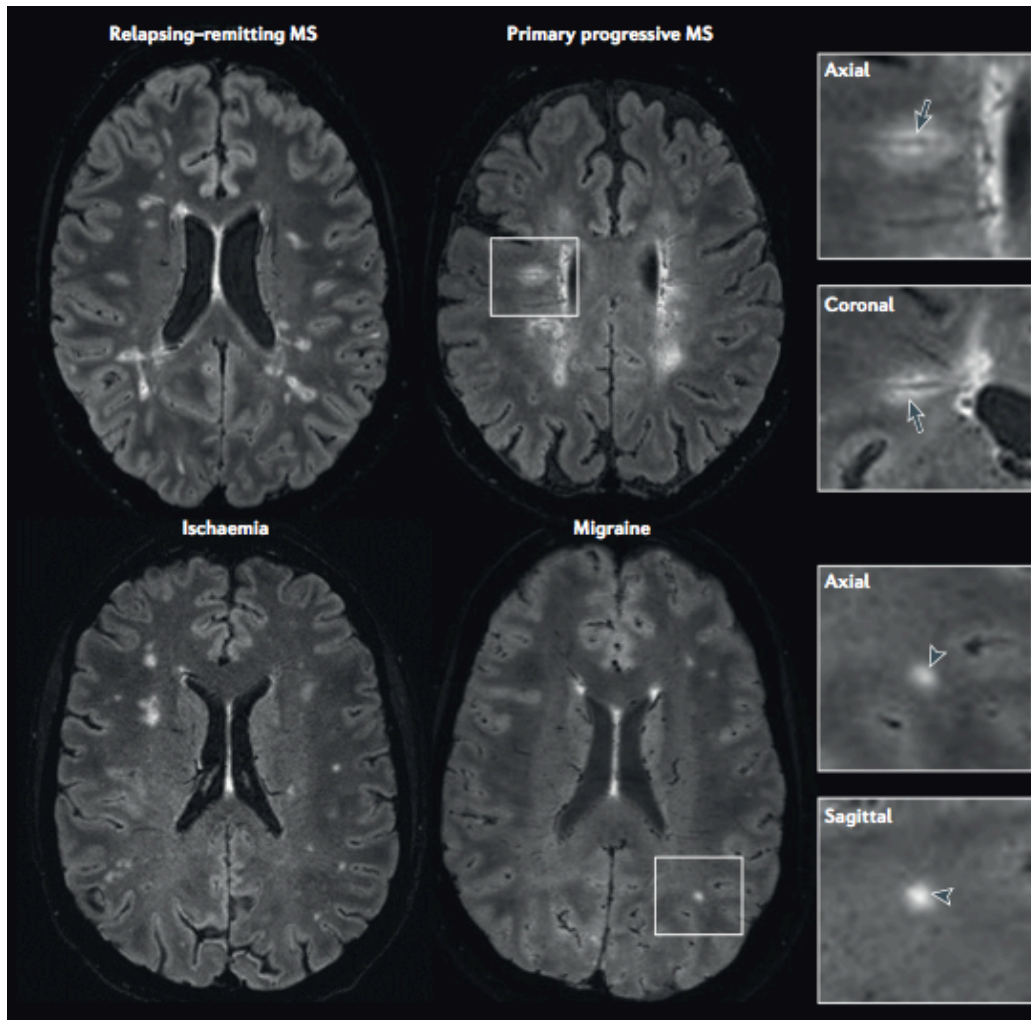 Relapsing–remitting MS
Primary progressive MS
Axial
Coronal
Ischaemia
Migraine
Axial
Sagittal